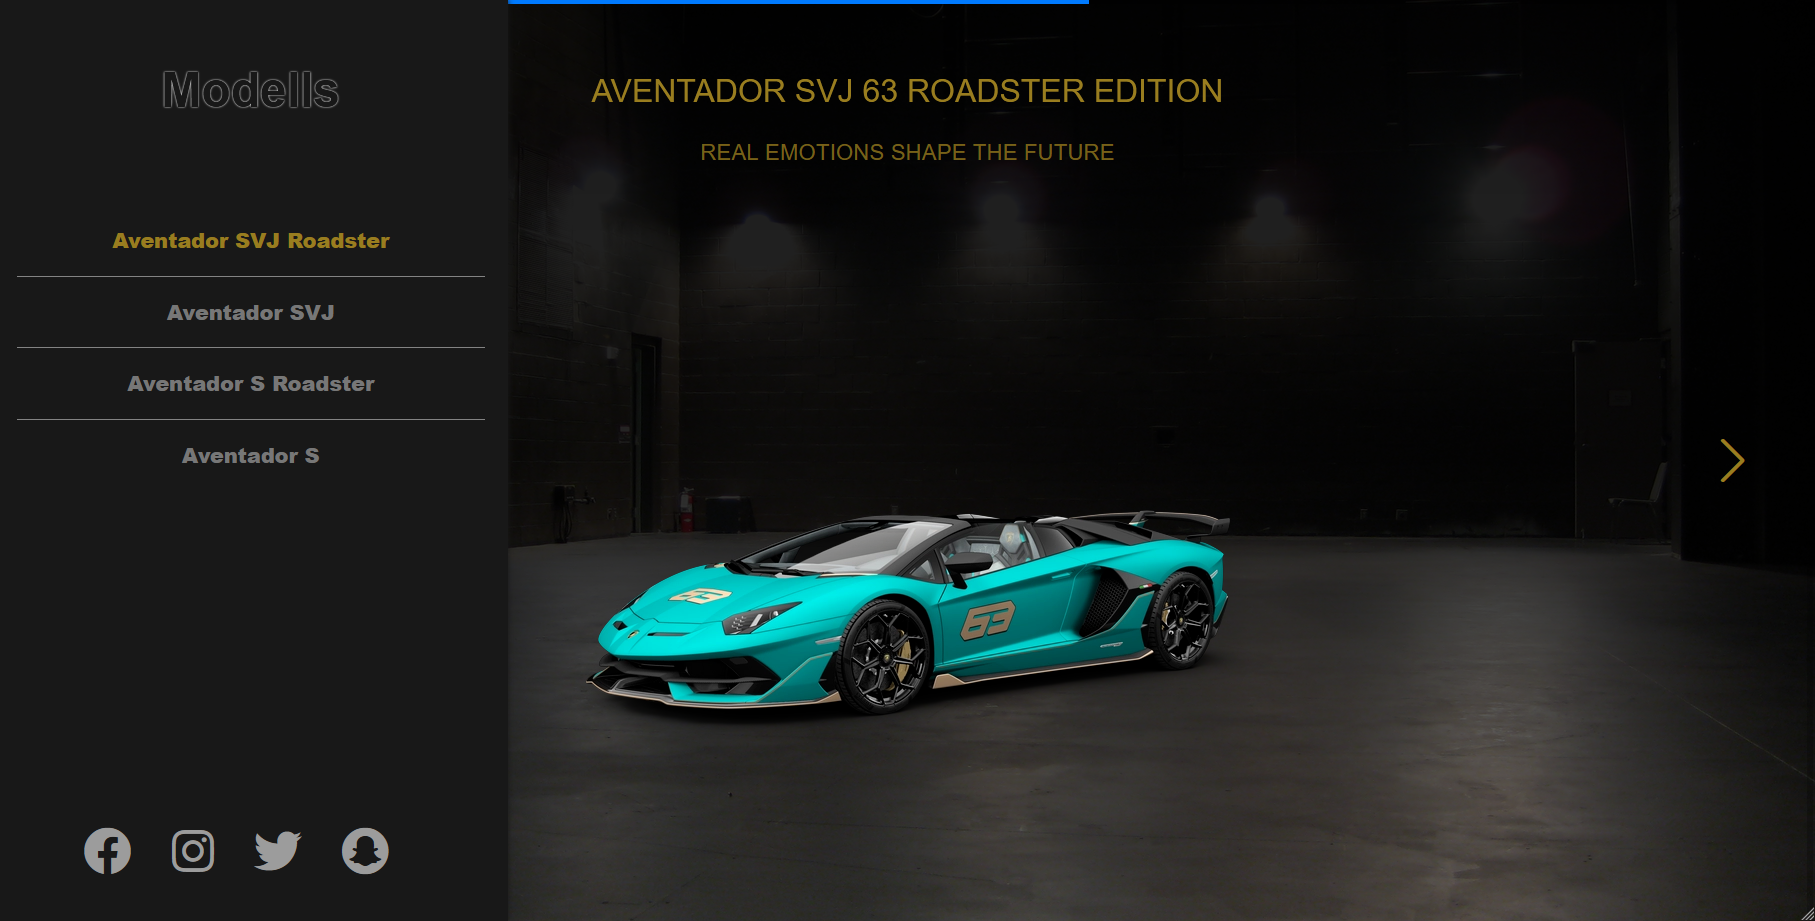 Modells
Aventador SVJ Roadster
Aventador SVJ
Aventador S Roadster
Aventador S
AVENTADOR SVJ 63 ROADSTER EDITION
REAL EMOTIONS SHAPE THE FUTURE
63
63